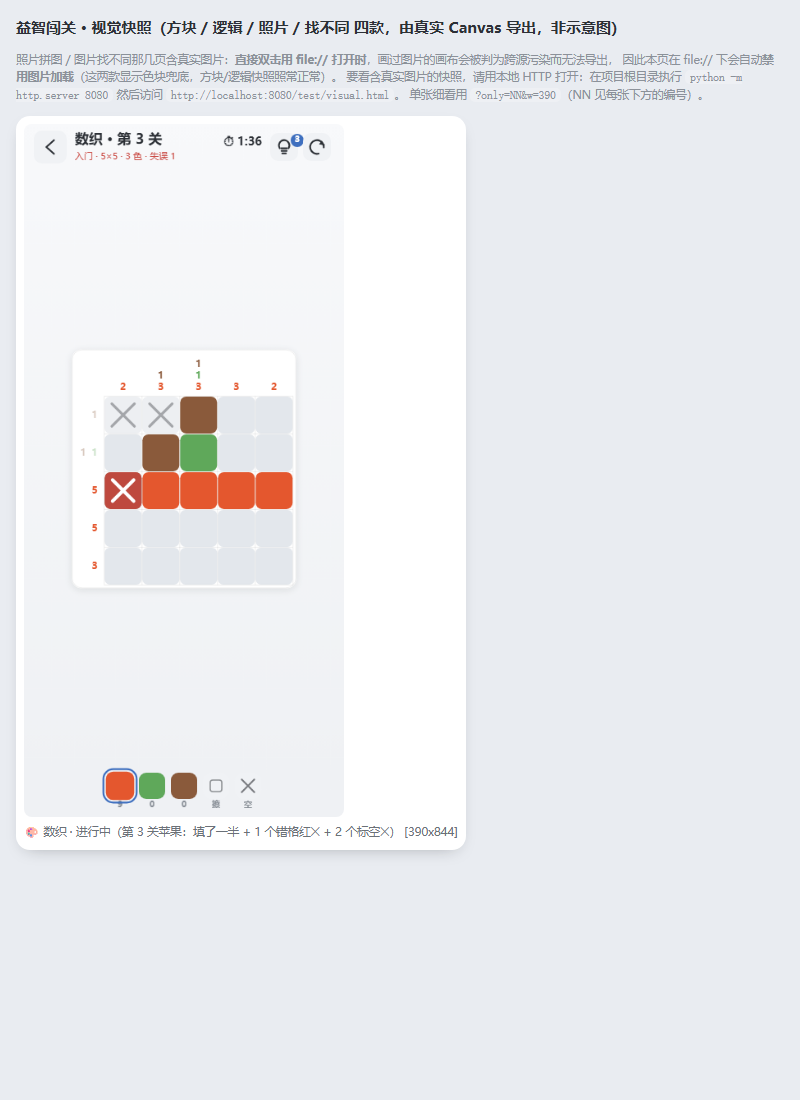 益智闯关 · 视觉快照（方块 / 逻辑 / 照片 / 找不同 四款，由真实 Canvas 导出，非示意图）
照片拼图 / 图片找不同那几页含真实图片：直接双击用 file:// 打开时，画过图片的画布会被判为跨源污染而无法导出， 因此本页在 file:// 下会自动禁
用图片加载（这两款显示色块兜底，方块/逻辑快照照常正常）。 要看含真实图片的快照，请用本地 HTTP 打开：在项目根目录执行 python -m
http.server 8080 然后访问 http://localhost:8080/test/visual.html 。 单张细看用 ?only=NN&w=390 （NN 见每张下方的编号）。
数织 · 第 3 关
入门 · 5×5 · 3 色 · 失误 1
1:36
3
1
1 1
2 3 3 3 2
1
1 1
5
5
3
0 0 擦 空
数织 · 进行中（第 3 关苹果：填了一半 + 1 个错格红× + 2 个标空×） [390x844]